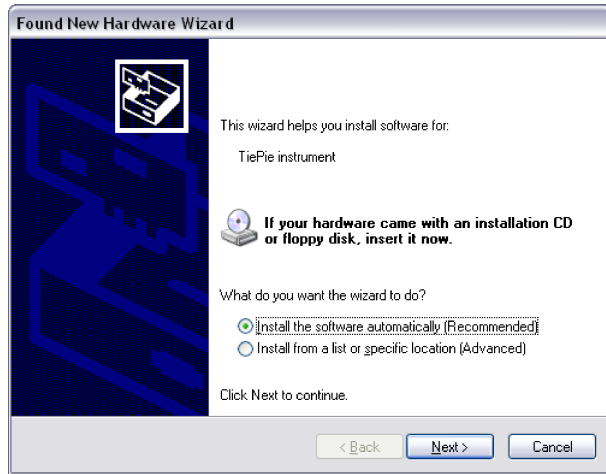 Found New Hardware Wizard
This wizard helps you install software for:
TiePie instrument
If your hardware came with an installation CD
or floppy disk, insert it now.
What do you want the wizard to do?
Install the software automatically (Recommended)
Install from a list or specific location (Advanced)
Click Next to continue.
< Back
Next >
Cancel